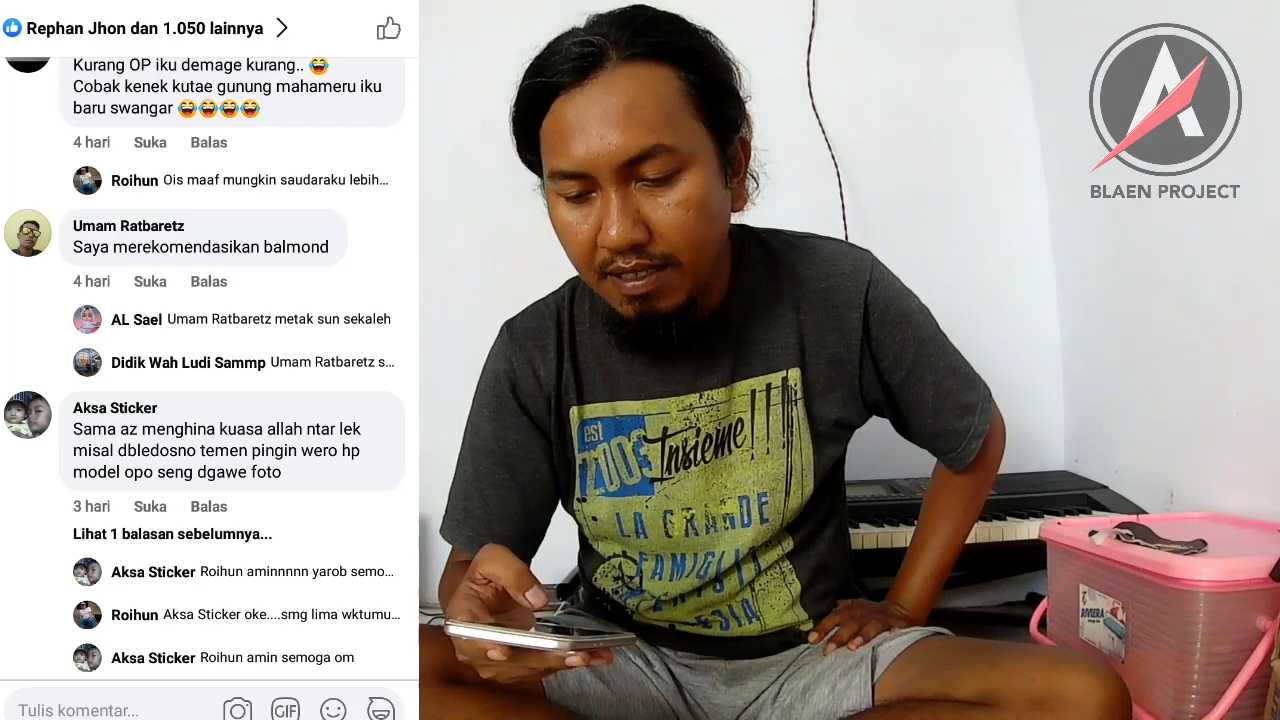 Rephan Jhon dan 1.050 lainnya
Kurang OP iku demage kurang.. 😂
Cobak kenek kutae gunung mahameru iku
baru swangar 😂😂😂😂
4 hari Suka Balas
Roihun Ois maaf mungkin saudaraku lebih...
Umam Ratbaretz
Saya merekomendasikan balmond
4 hari Suka Balas
AL Sael Umam Ratbaretz metak sun sekaleh
Didik Wah Ludi Sammp Umam Ratbaretz s...
Aksa Sticker
Sama az menghina kuasa allah ntar lek
misal dbledosno temen pingin wero hp
model opo seng dgawe foto
3 hari Suka Balas
Lihat 1 balasan sebelumnya...
Aksa Sticker Roihun aminnnnn yarob semo...
Roihun Aksa Sticker oke....smg lima wktumu...
Aksa Sticker Roihun amin semoga om
Tulis komentar...
GIF
BLAEN PROJECT
est
Insieme!!!
LA GRANDE
RIVIERA